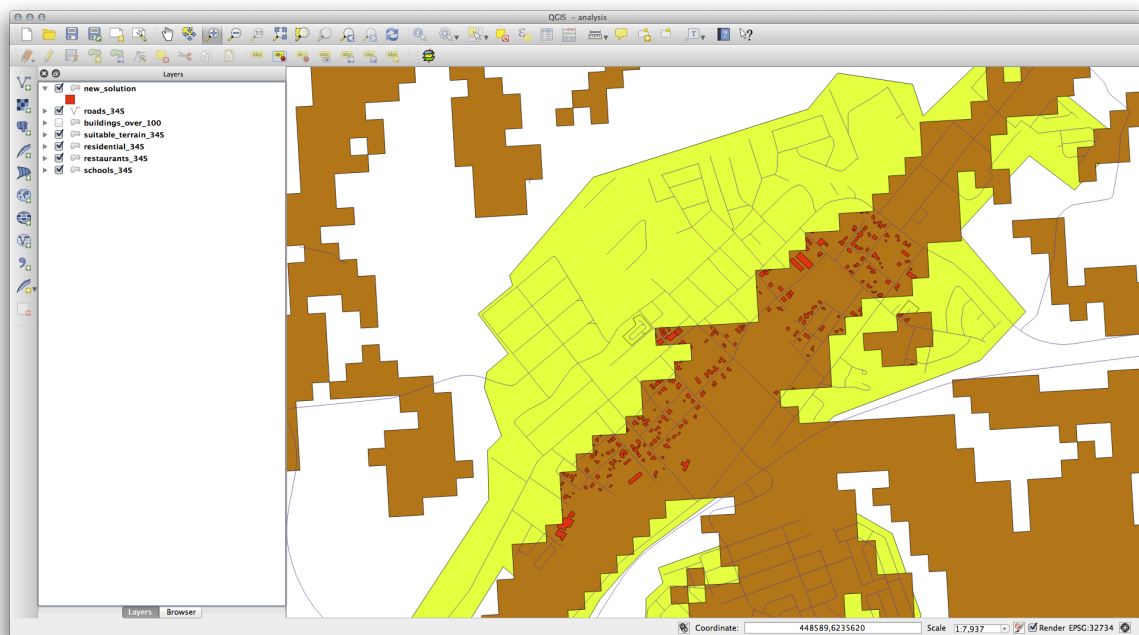 QGIS - analysis
Layers
new_solution
roads_34S
buildings_over_100
suitable_terrain_34S
residential_34S
restaurants_34S
schools_34S
Layers Browser
Coordinate: 448589,6235620 Scale 1:7,937 Render EPSG:32734